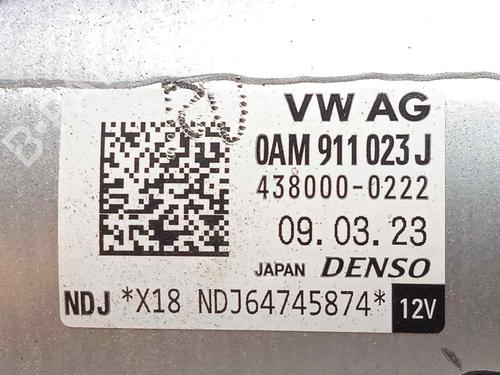 VW AG
0AM 911 023 J
438000-0222
09.03.23
JAPAN DENSO
NDJ *X18 NDJ64745874* 12V